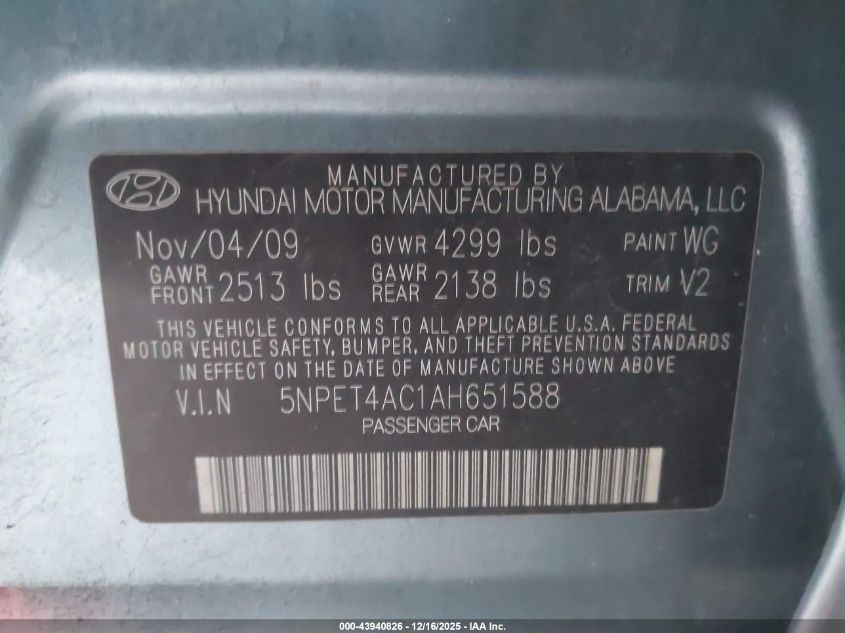 MANUFACTURED BY
HYUNDAI MOTOR MANUFACTURING ALABAMA, LLC
Nov/04/09 GVWR 4299 lbs PAINT WG
GAWR FRONT 2513 lbs GAWR REAR 2138 lbs TRIM V2
THIS VEHICLE CONFORMS TO ALL APPLICABLE U.S.A. FEDERAL
MOTOR VEHICLE SAFETY, BUMPER, AND THEFT PREVENTION STANDARDS
IN EFFECT ON THE DATE OF MANUFACTURE SHOWN ABOVE
V.I.N 5NPET4AC1AH651588
PASSENGER CAR
000-43940826 - 12/16/2025 - IAA Inc.